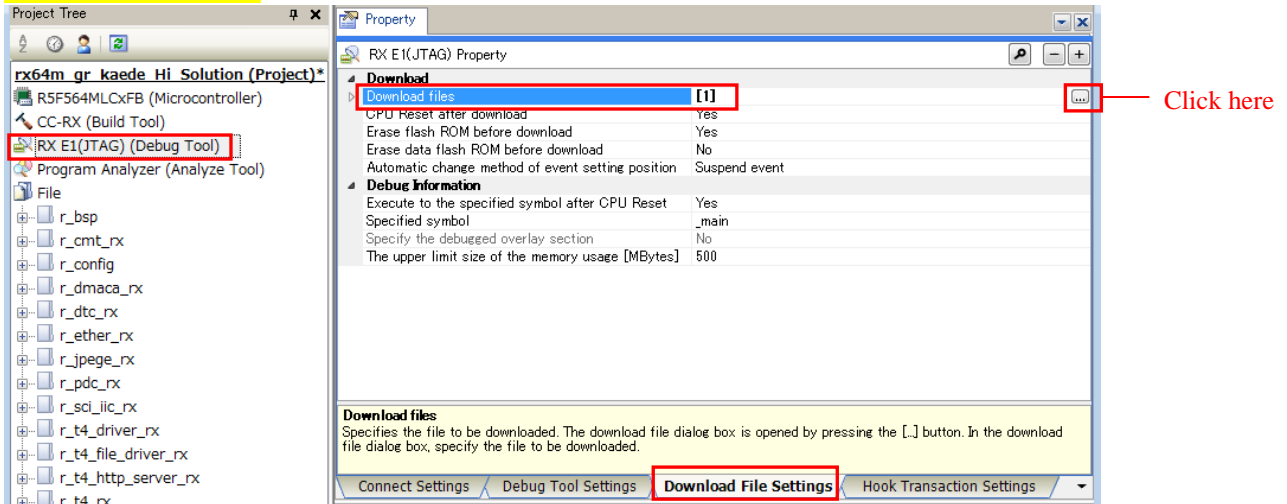 Project Tree
rx64m_gr_kaede_Hi_Solution (Project)*
R5F564MLCxFB (Microcontroller)
CC-RX (Build Tool)
RX E1(JTAG) (Debug Tool)
Program Analyzer (Analyze Tool)
File
r_bsp
r_cmt_rx
r_config
r_dmaca_rx
r_dtc_rx
r_ether_rx
r_jpege_rx
r_pdc_rx
r_sci_iic_rx
r_t4_driver_rx
r_t4_file_driver_rx
r_t4_http_server_rx
r_t4_rx
Property
RX E1(JTAG) Property
Download
Download files [1] ...
CPU Reset after download Yes
Erase flash ROM before download Yes
Erase data flash ROM before download No
Automatic change method of event setting position Suspend event
Debug Information
Execute to the specified symbol after CPU Reset Yes
Specified symbol _main
Specify the debugged overlay section No
The upper limit size of the memory usage [MBytes] 500
Download files
Specifies the file to be downloaded. The download file dialog box is opened by pressing the [...] button. In the download
file dialog box, specify the file to be downloaded.
Connect Settings Debug Tool Settings Download File Settings Hook Transaction Settings
Click here